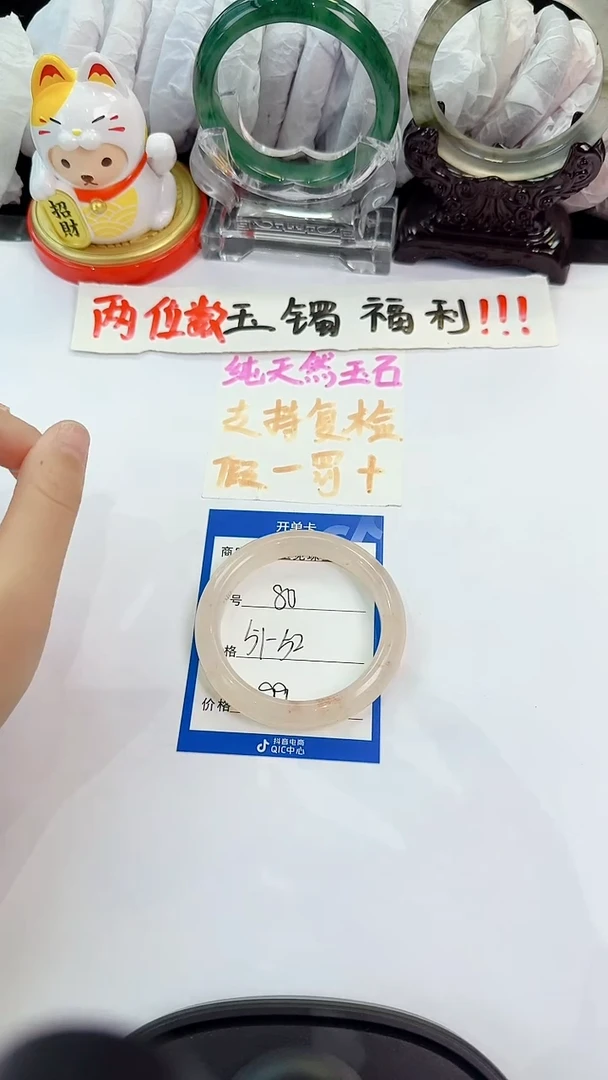 招財
两位数玉镯福利!!!
纯天然玉石
支持复检
假一罚十
开单卡
商
号 80
格 51-52
价格
抖音电商
QIC中心